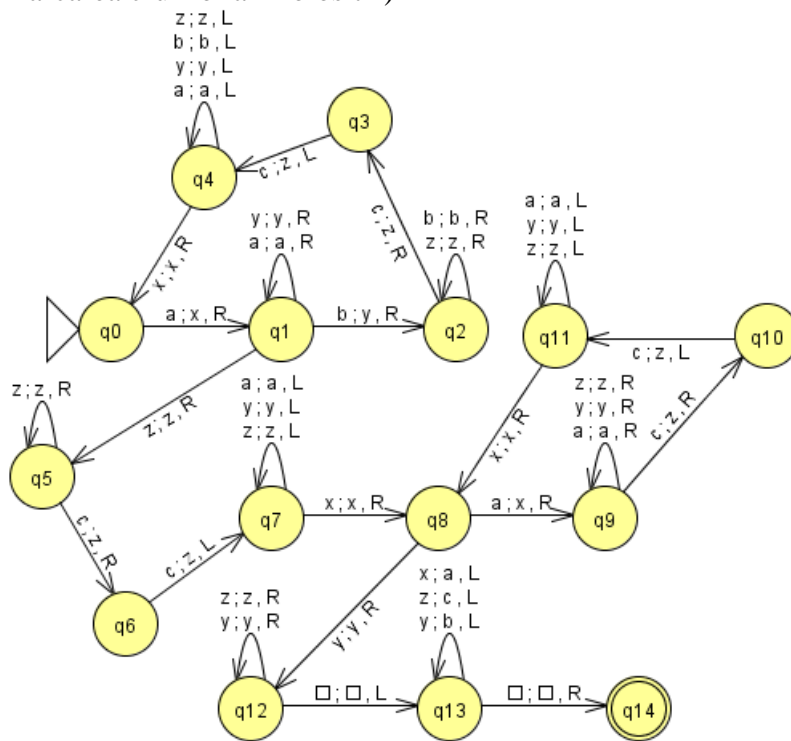 z ; z , L
b ; b , L
y ; y , L
a ; a , L
q3
q4
c ; z , L
y ; y , R
a ; a , R
c ; z , R
b ; b , R
z ; z , R
a ; a , L
y ; y , L
z ; z , L
x ; x , R
q0
a ; x , R
q1
b ; y , R
q2
q11
c ; z , L
q10
z ; z , R
z ; z , R
a ; a , L
y ; y , L
z ; z , L
x ; x , R
z ; z , R
y ; y , R
a ; a , R
c ; z , R
q5
c ; z , R
q7
x ; x , R
q8
a ; x , R
q9
q6
c ; z , L
y ; y , R
z ; z , R
y ; y , R
x ; a , L
z ; c , L
y ; b , L
q12
□ ; □ , L
q13
□ ; □ , R
q14